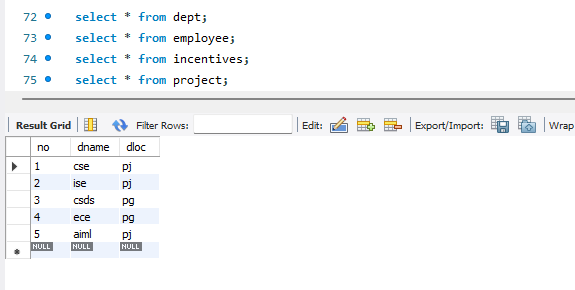 72 select * from dept;
73 select * from employee;
74 select * from incentives;
75 select * from project;
Result Grid Filter Rows: Edit: Export/Import: Wrap
no dname dloc
1 cse pj
2 ise pj
3 csds pg
4 ece pg
5 aiml pj
NULL NULL NULL